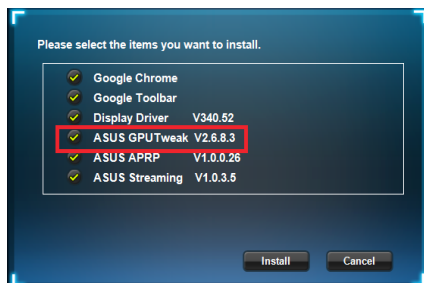 Please select the items you want to install.
Google Chrome
Google Toolbar
Display Driver V340.52
ASUS GPUTweak V2.6.8.3
ASUS APRP V1.0.0.26
ASUS Streaming V1.0.3.5
Install Cancel